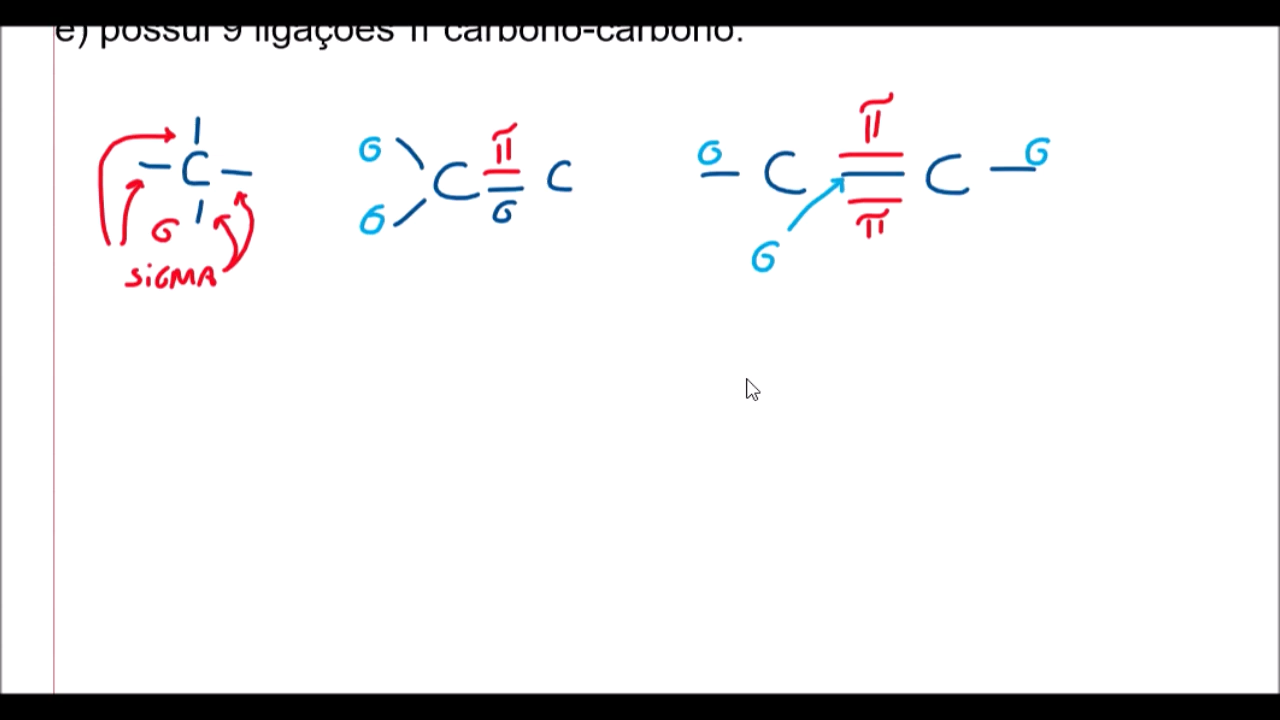 e) possui 9 ligações π carbono-carbono.
π
π
σ C σ σ
C C C σ C C
σ σ π
σ
SIGMA